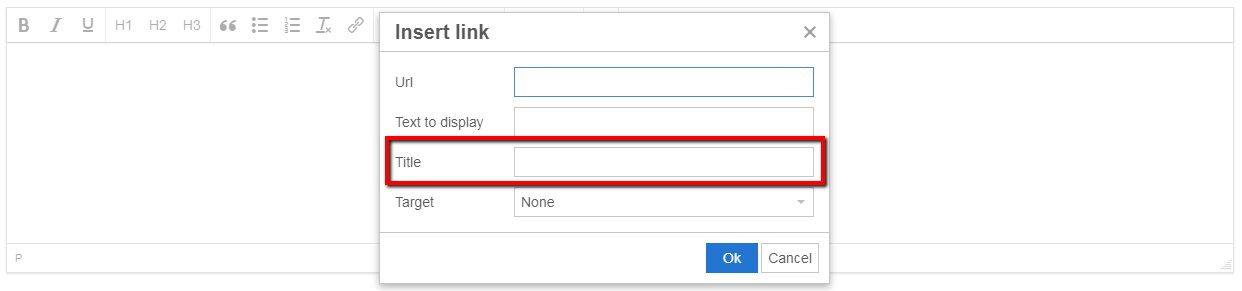 B I U H1 H2 H3
Insert link
Url
Text to display
Title
Target None
Ok Cancel
P